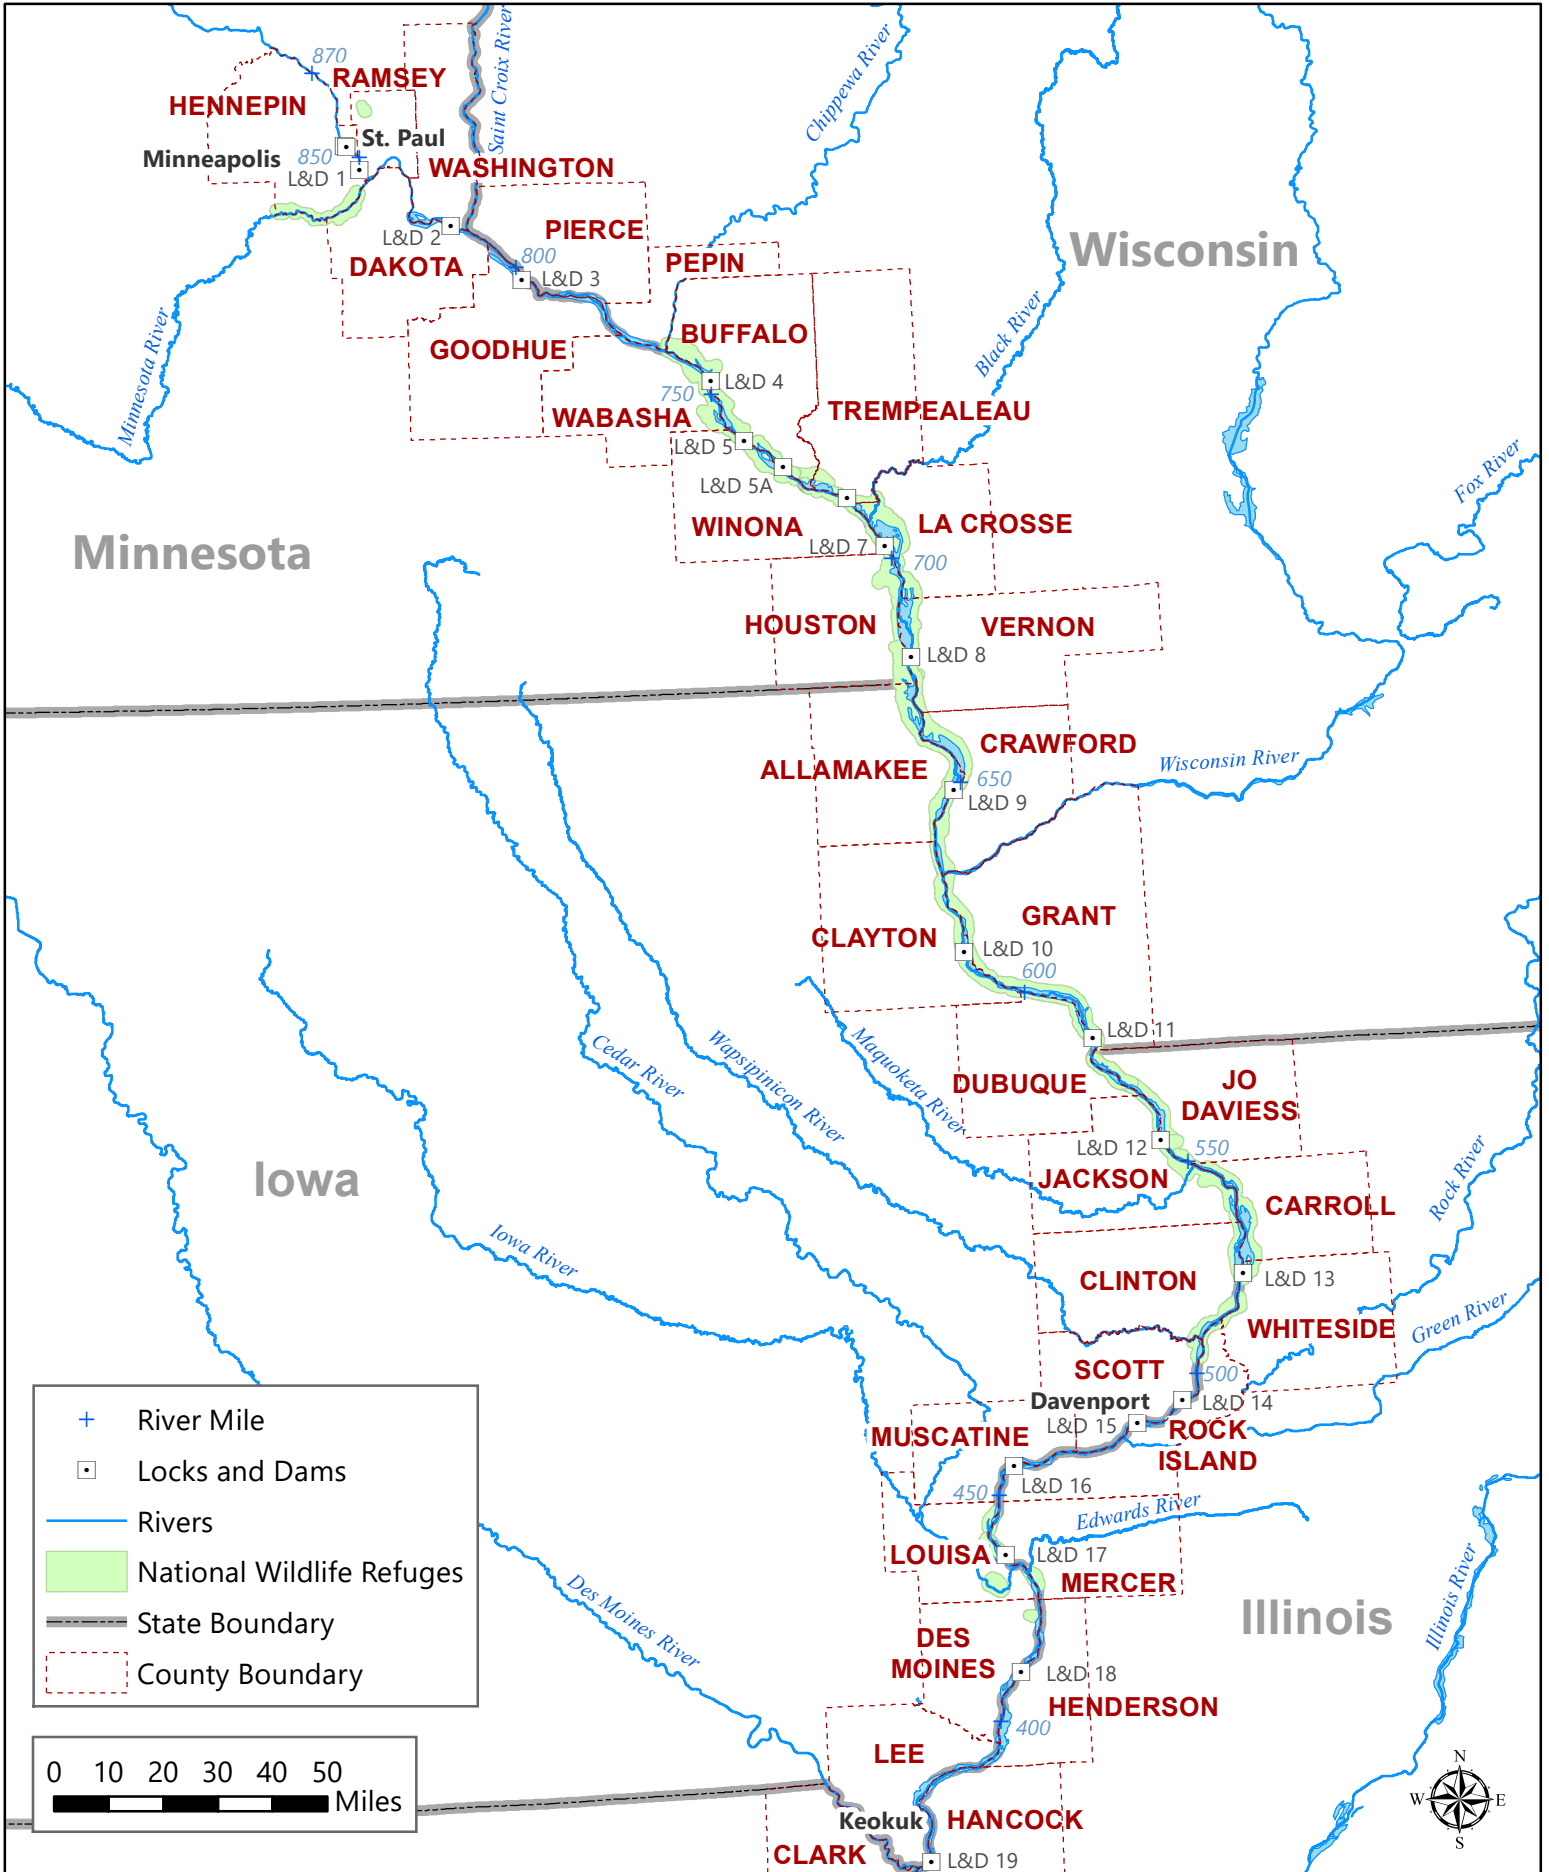 870
RAMSEY
HENNEPIN
Saint Croix River
Chippewa River
St. Paul
Minneapolis
850
L&D 1
WASHINGTON
L&D 2
PIERCE
Wisconsin
DAKOTA
800
L&D 3
PEPIN
Minnesota River
GOODHUE
BUFFALO
Black River
750
L&D 4
WABASHA
TREMPEALEAU
L&D 5
L&D 5A
Fox River
WINONA
LA CROSSE
Minnesota
L&D 7
700
HOUSTON
VERNON
L&D 8
CRAWFORD
ALLAMAKEE
650
Wisconsin River
L&D 9
GRANT
CLAYTON
L&D 10
600
L&D 11
Cedar River
Wapsipinicon River
Maquoketa River
DUBUQUE
JO
DAVIESS
L&D 12
550
Iowa
JACKSON
Rock River
CARROLL
Iowa River
CLINTON
L&D 13
WHITESIDE
Green River
SCOTT
500
Davenport
L&D 14
L&D 15
ROCK
ISLAND
MUSCATINE
L&D 16
450
Edwards River
LOUISA
L&D 17
MERCER
Des Moines River
Illinois
Illinois River
DES
MOINES
L&D 18
HENDERSON
400
LEE
Keokuk
HANCOCK
CLARK
L&D 19
River Mile
Locks and Dams
Rivers
National Wildlife Refuges
State Boundary
County Boundary
0 10 20 30 40 50
Miles
N
W E
S